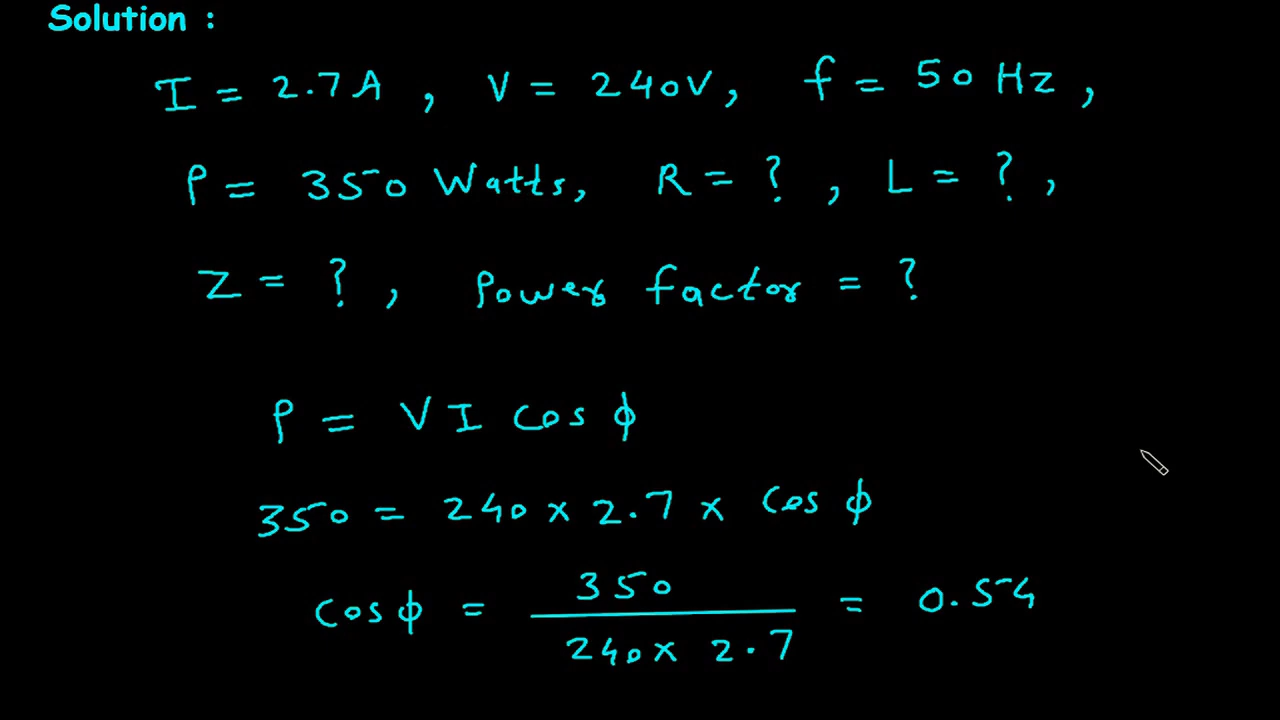 Solution :
I = 2.7 A , V = 240V, f = 50 Hz ,
P = 350 Watts, R = ? , L = ? ,
Z = ? , Power factor = ?
P = V I Cos ϕ
350 = 240 x 2.7 x Cos ϕ
Cos ϕ = 350 / 240 x 2.7 = 0.54